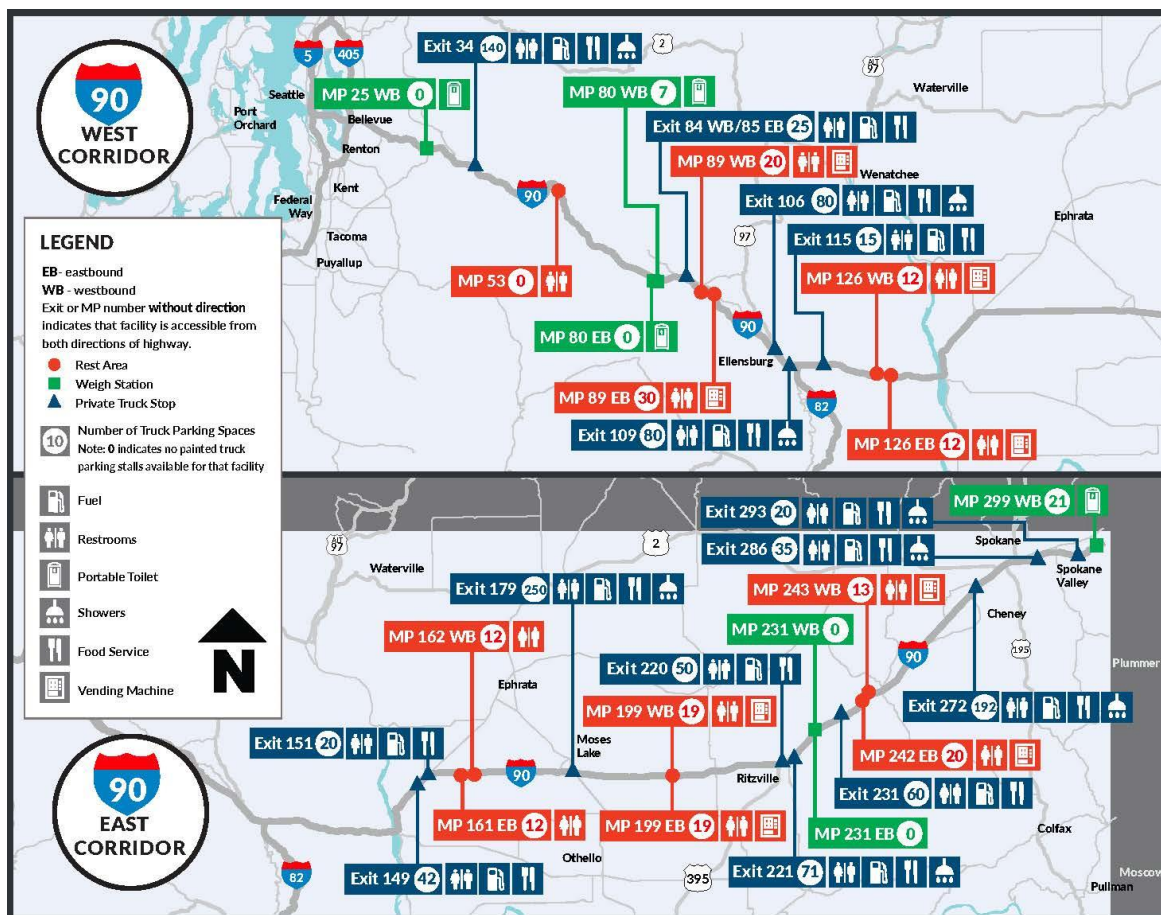 90
WEST
CORRIDOR
5
405
Exit 34 140
2
ALT
97
Waterville
Seattle
MP 25 WB 0
MP 80 WB 7
Port
Orchard
Bellevue
Exit 84 WB/85 EB 25
Renton
MP 89 WB 20
Wenatchee
Kent
90
Exit 106 80
Federal
Way
97
Ephrata
Tacoma
Exit 115 15
Puyallup
MP 53 0
MP 126 WB 12
MP 80 EB 0
90
Ellensburg
MP 89 EB 30
82
Exit 109 80
MP 126 EB 12
LEGEND
EB - eastbound
WB - westbound
Exit or MP number without direction
indicates that facility is accessible from
both directions of highway.
Rest Area
Weigh Station
Private Truck Stop
10
Number of Truck Parking Spaces
Note: 0 indicates no painted truck
parking stalls available for that facility
Fuel
Restrooms
Portable Toilet
Showers
Food Service
Vending Machine
N
90
EAST
CORRIDOR
ALT
97
2
Exit 293 20
MP 299 WB 21
Exit 286 35
Spokane
Waterville
Spokane
Valley
Exit 179 250
MP 243 WB 13
Cheney
MP 162 WB 12
MP 231 WB 0
195
90
Plummer
Exit 220 50
Ephrata
Exit 272 192
MP 199 WB 19
Exit 151 20
Moses
Lake
MP 242 EB 20
90
Ritzville
Exit 231 60
MP 161 EB 12
MP 199 EB 19
MP 231 EB 0
Colfax
Othello
82
Exit 149 42
395
Exit 221 71
Moscow
Pullman